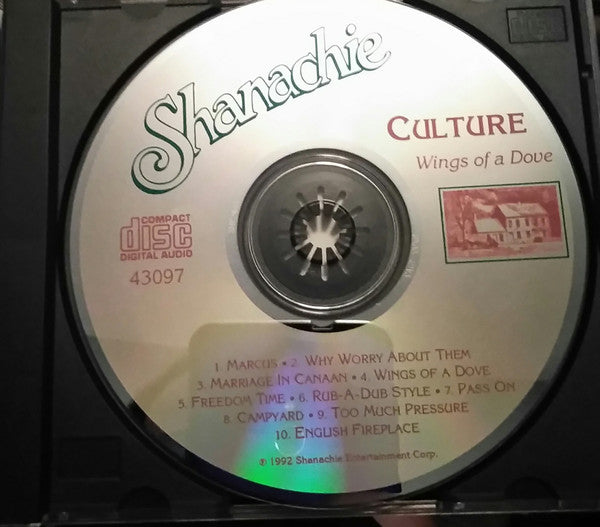 Shanachie
CULTURE
Wings of a Dove
COMPACT
disc
DIGITAL AUDIO
43097
1. MARCUS • 2. WHY WORRY ABOUT THEM
3. MARRIAGE IN CANAAN • 4. WINGS OF A DOVE
5. FREEDOM TIME • 6. RUB-A-DUB STYLE • 7. PASS ON
8. CAMPYARD • 9. TOO MUCH PRESSURE
10. ENGLISH FIREPLACE
℗ 1992 Shanachie Entertainment Corp.